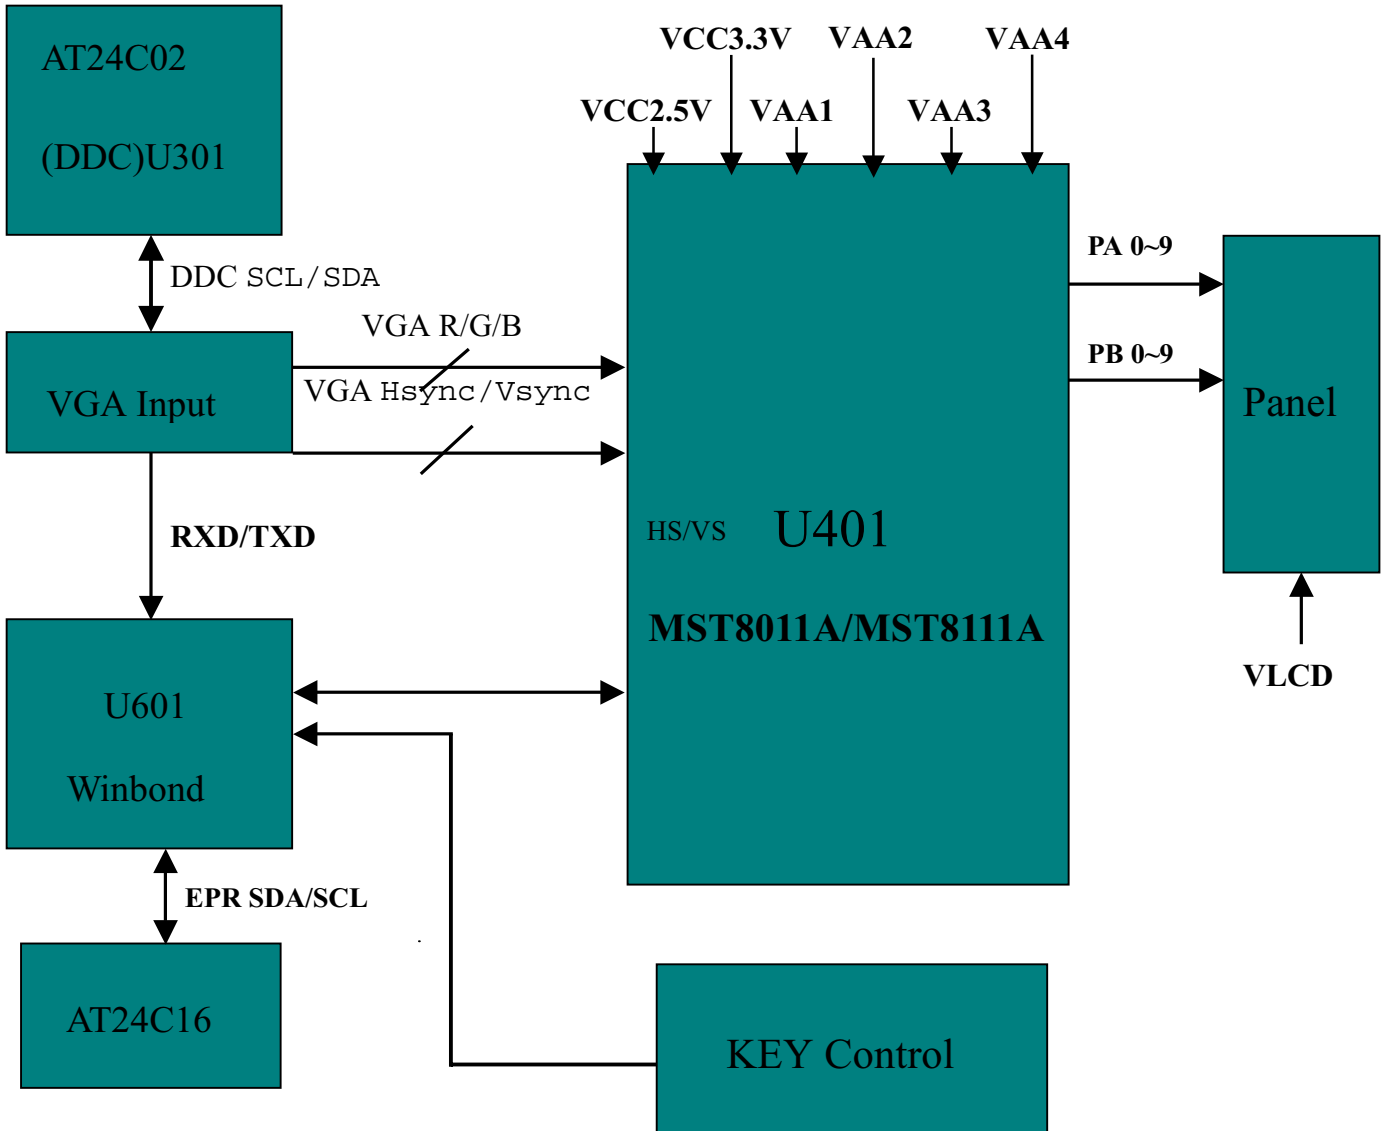 AT24C02
(DDC)U301
VCC3.3V
VAA2
VAA4
VCC2.5V
VAA1
VAA3
DDC SCL/SDA
VGA R/G/B
VGA Hsync/Vsync
VGA Input
PA 0~9
PB 0~9
Panel
RXD/TXD
HS/VS
U401
MST8011A/MST8111A
VLCD
U601
Winbond
EPR SDA/SCL
AT24C16
KEY Control